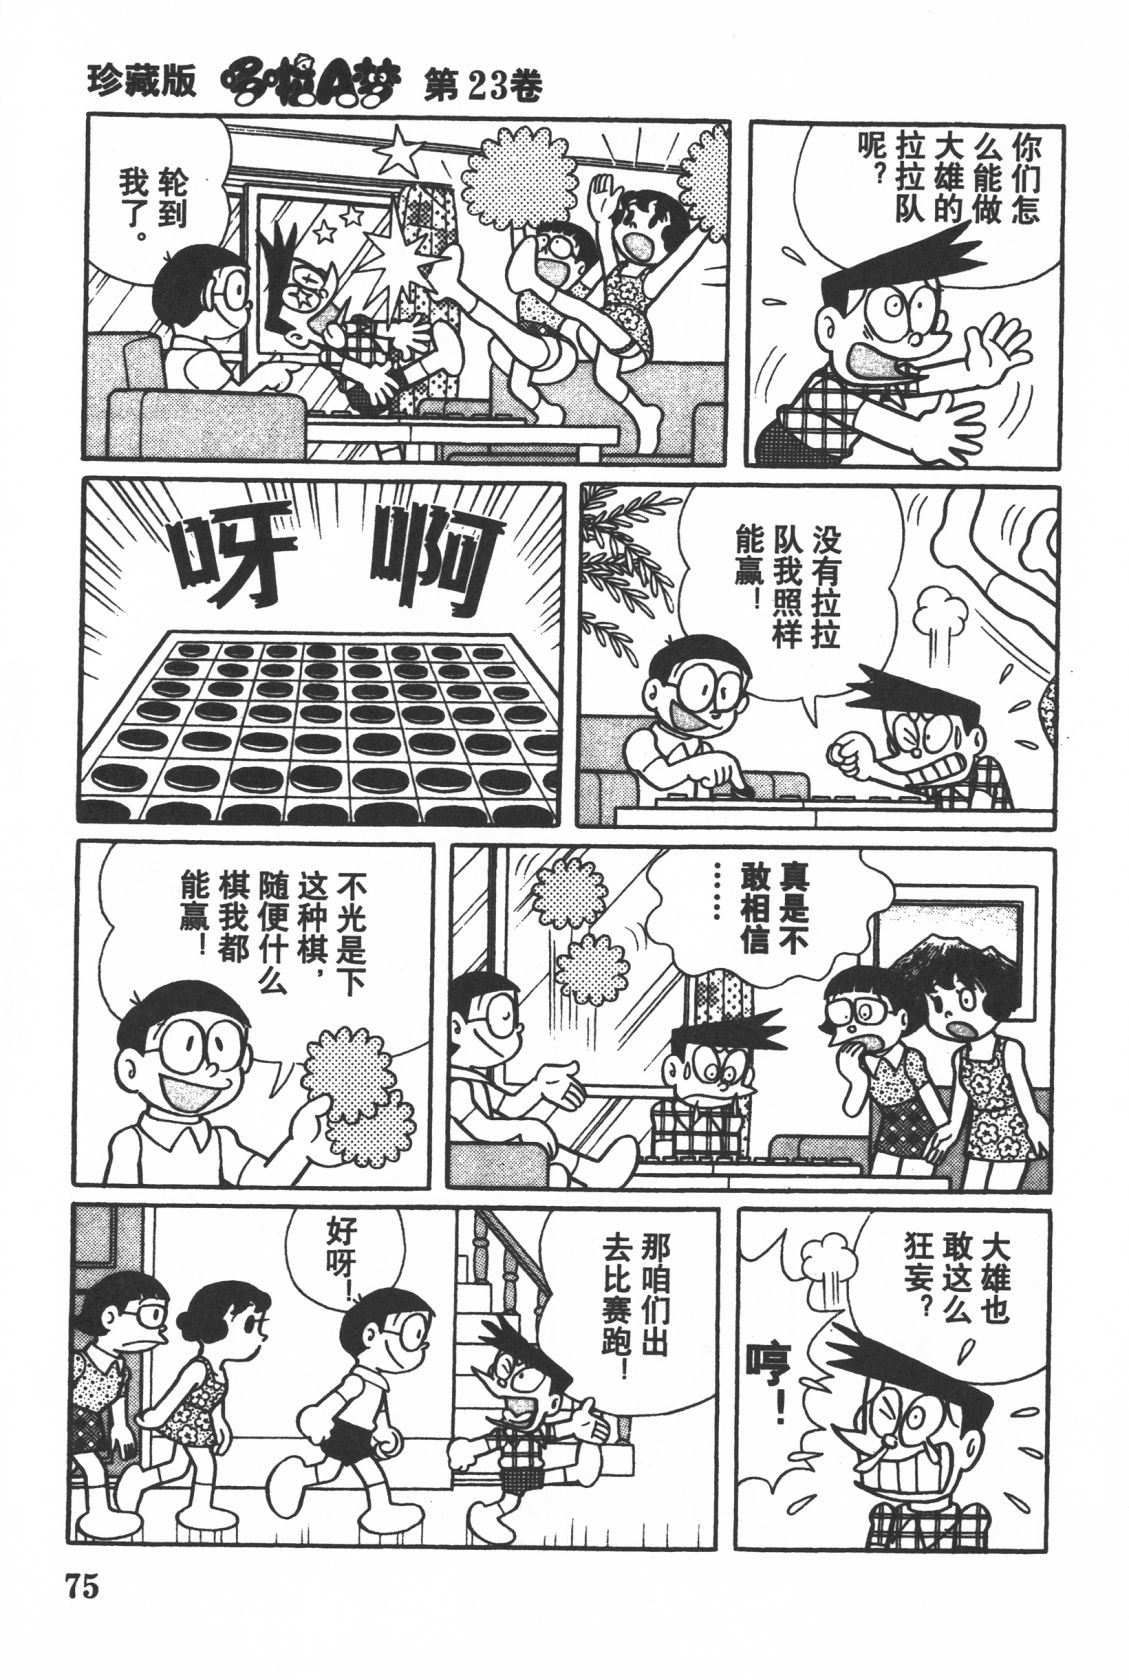 珍藏版 哆啦A梦 第23卷
你们怎
么能做
大雄的
拉拉队
呢？
轮到
我了。
没有拉拉
队我照样
能赢！
啊
呀
真是不
敢相信
……
不光是下
这种棋，
随便什么
棋我都
能赢！
大雄也
敢这么
狂妄？
哼！
那咱们出
去比赛跑！
好呀！
75